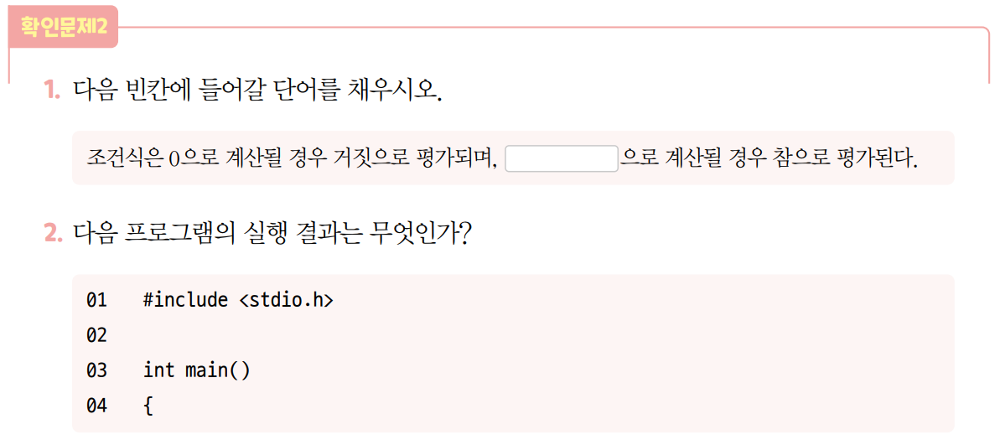 확인문제2
1. 다음 빈칸에 들어갈 단어를 채우시오.
조건식은 0으로 계산될 경우 거짓으로 평가되며, 으로 계산될 경우 참으로 평가된다.
2. 다음 프로그램의 실행 결과는 무엇인가?
01 #include <stdio.h>
02
03 int main()
04 {